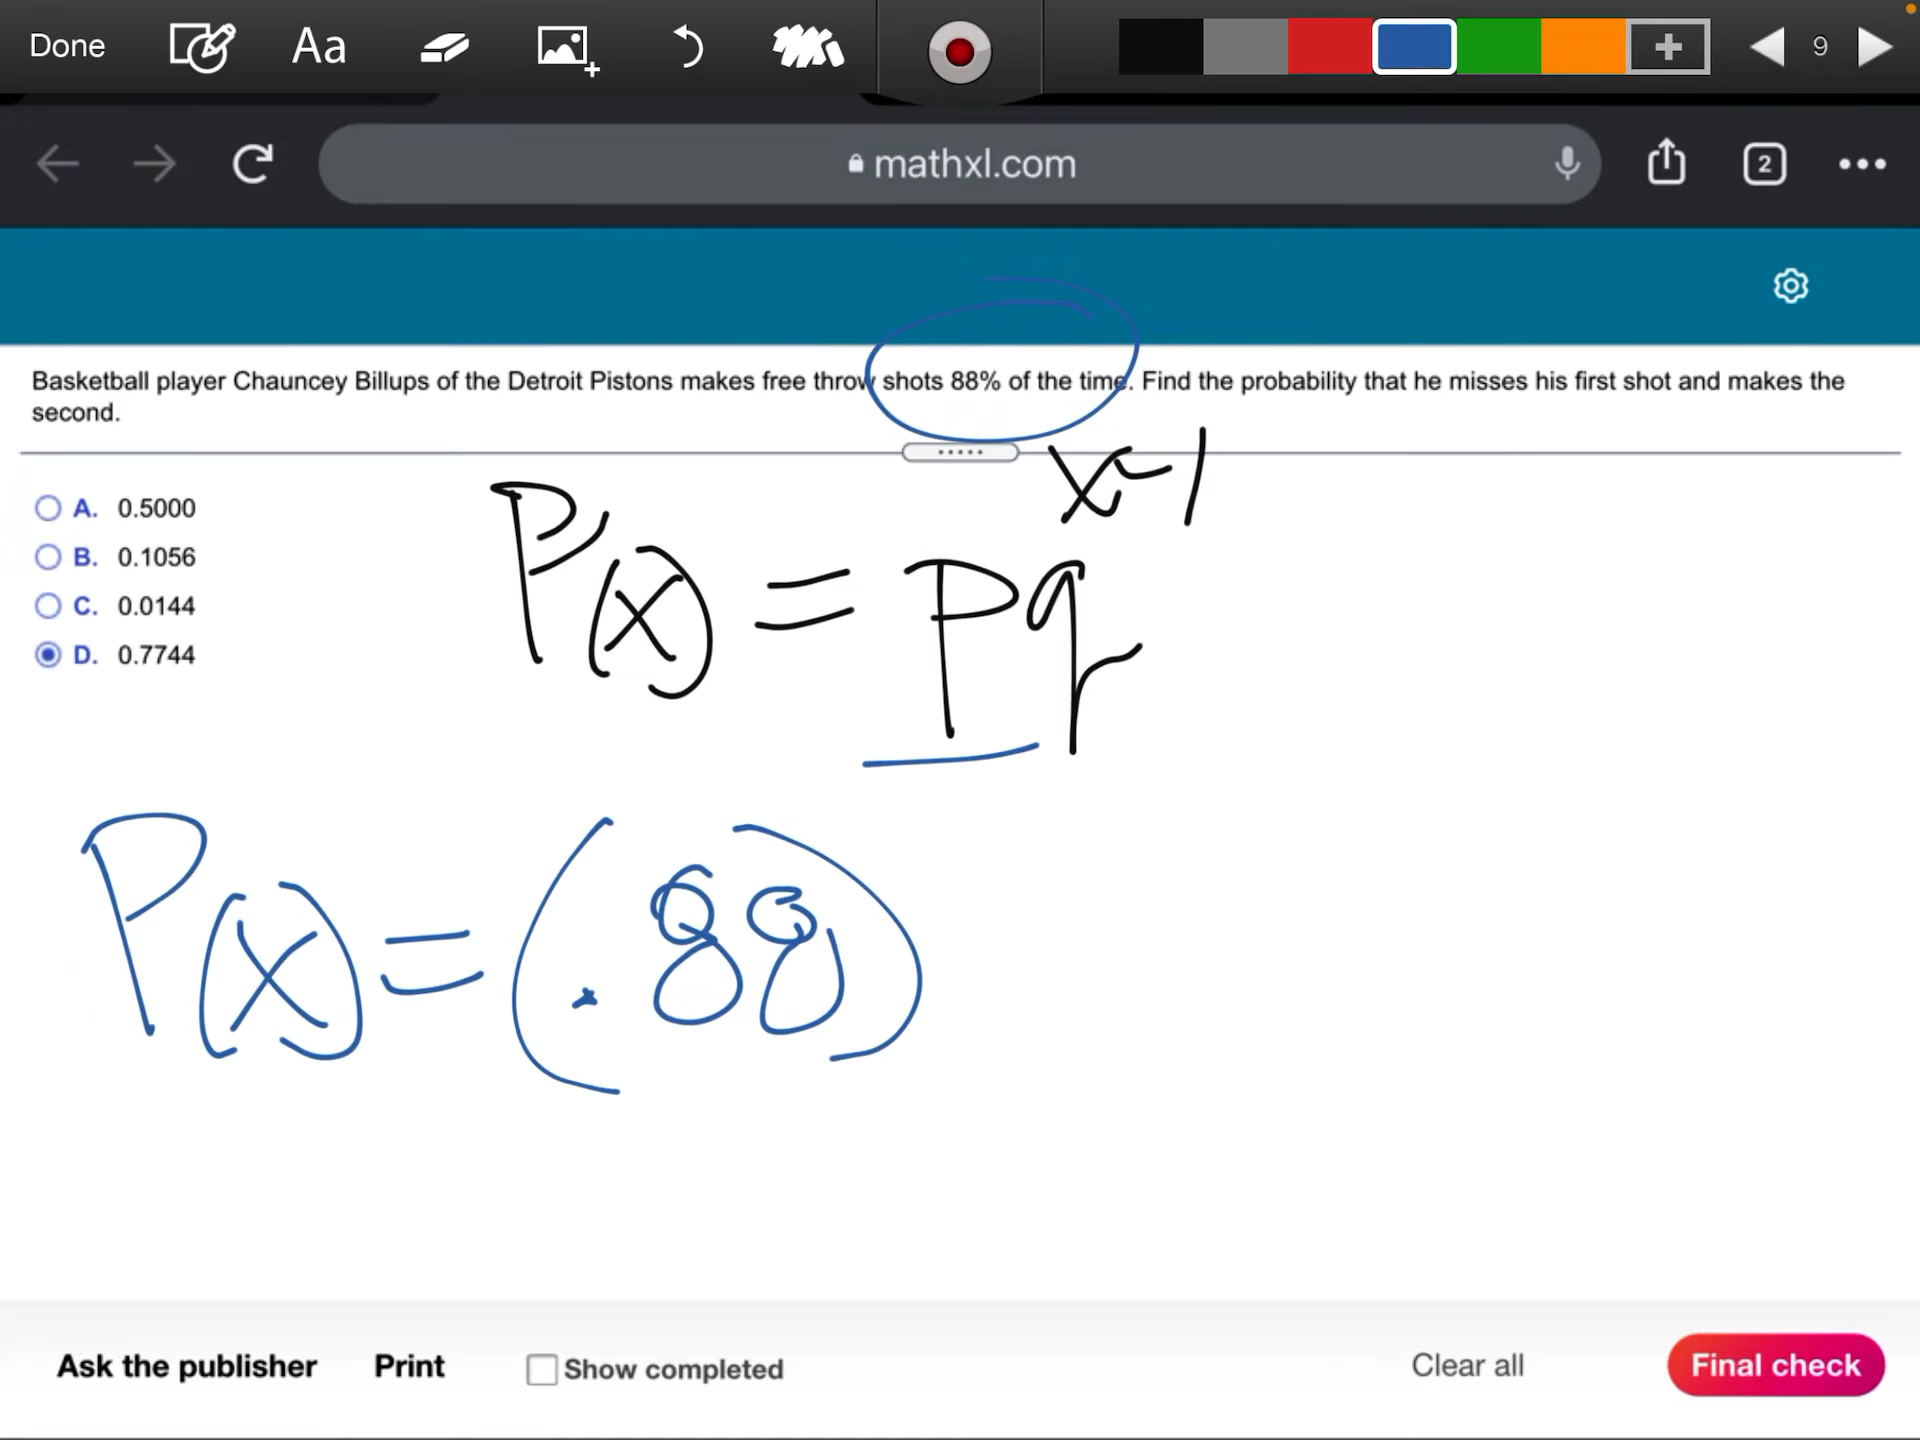 Done Aa 9
mathxl.com 2
Basketball player Chauncey Billups of the Detroit Pistons makes free throw shots 88% of the time. Find the probability that he misses his first shot and makes the
second.
A. 0.5000
B. 0.1056
C. 0.0144
D. 0.7744
P(x) = pq^x-1
P(x) = (.88)
Ask the publisher Print Show completed Clear all Final check